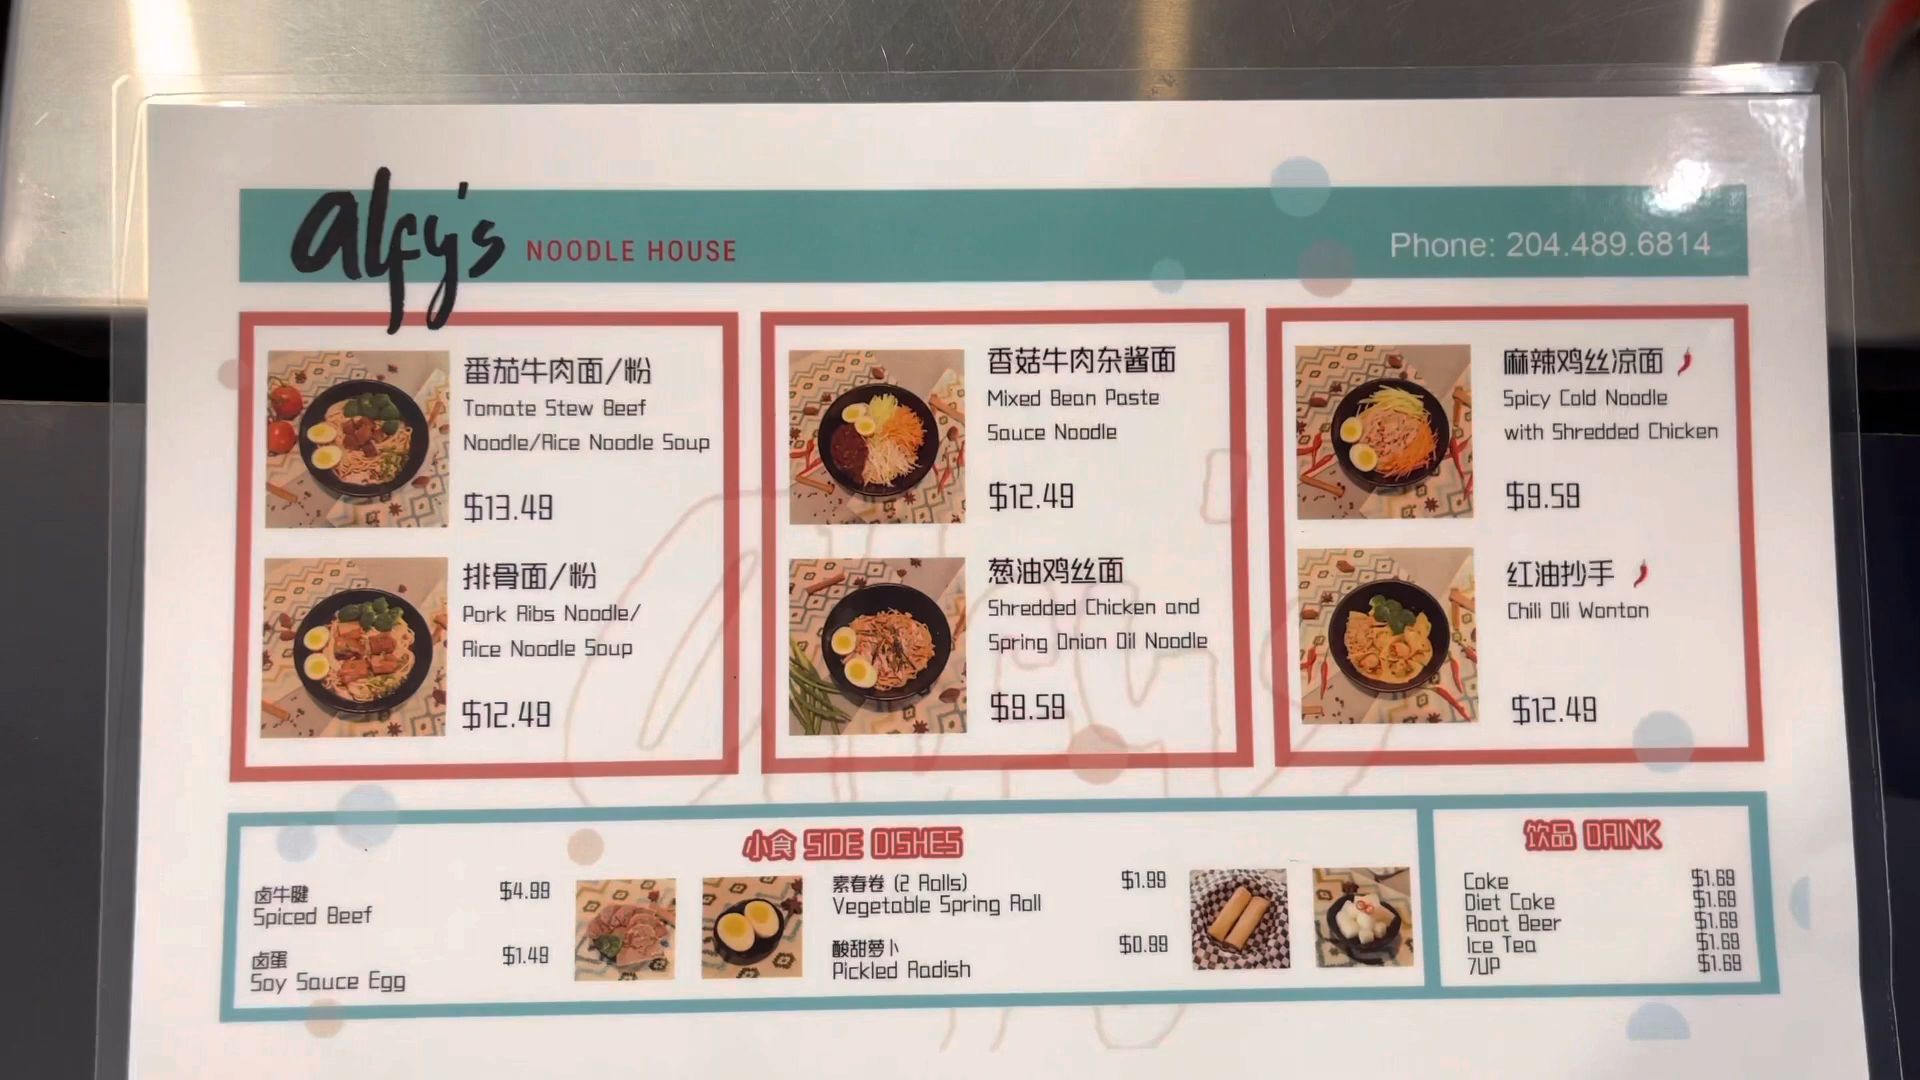 alfy's NOODLE HOUSE
Phone: 204.489.6814
番茄牛肉面/粉
Tomate Stew Beef
Noodle/Rice Noodle Soup
$13.49
排骨面/粉
Pork Ribs Noodle/
Rice Noodle Soup
$12.49
香菇牛肉杂酱面
Mixed Bean Paste
Sauce Noodle
$12.49
葱油鸡丝面
Shredded Chicken and
Spring Onion Oil Noodle
$9.59
麻辣鸡丝凉面
Spicy Cold Noodle
with Shredded Chicken
$9.59
红油抄手
Chili Oli Wonton
$12.49
小食 SIDE DISHES
卤牛腱 $4.99
Spiced Beef
卤蛋 $1.49
Soy Sauce Egg
素春卷 (2 Rolls) $1.99
Vegetable Spring Roll
酸甜萝卜 $0.99
Pickled Radish
饮品 DRINK
Coke $1.69
Diet Coke $1.69
Root Beer $1.69
Ice Tea $1.69
7UP $1.69